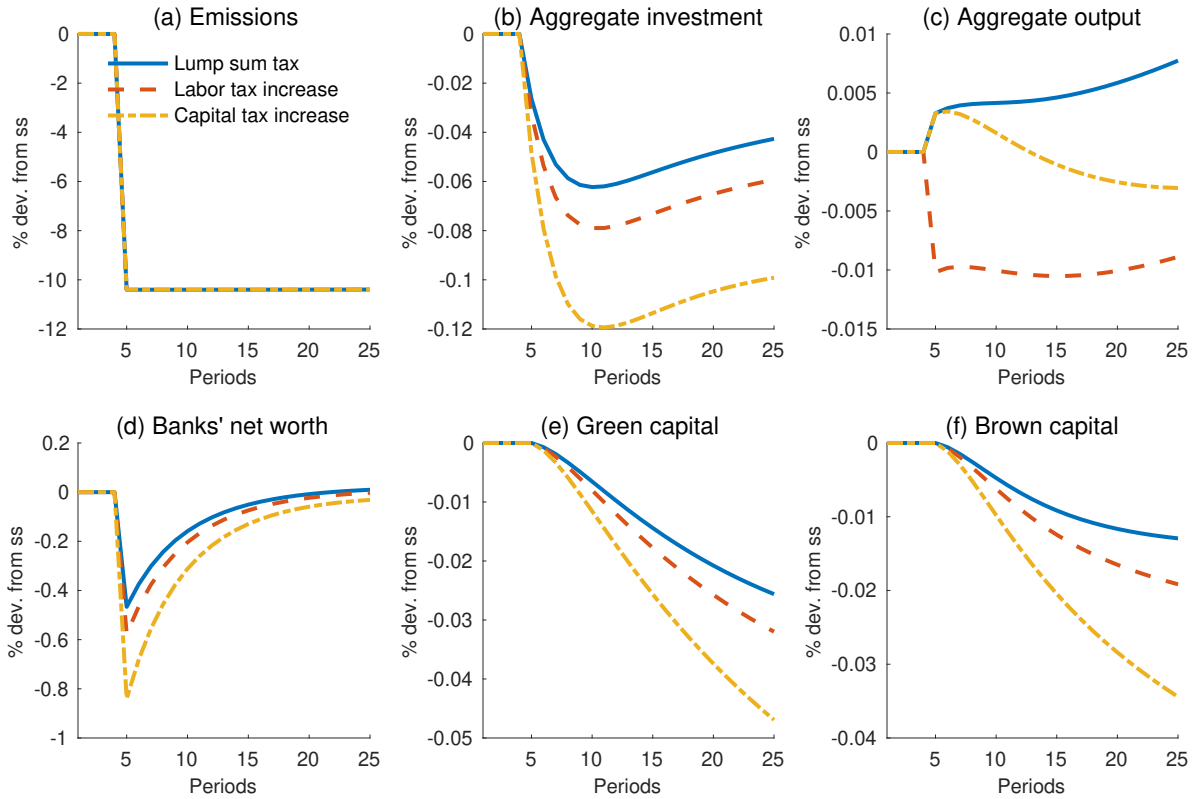 (a) Emissions
0
-2
-4
-6
-8
-10
-12
% dev. from ss
5 10 15 20 25
Periods
Lump sum tax
Labor tax increase
Capital tax increase
(b) Aggregate investment
0
-0.02
-0.04
-0.06
-0.08
-0.1
-0.12
% dev. from ss
5 10 15 20 25
Periods
(c) Aggregate output
0.01
0.005
0
-0.005
-0.01
-0.015
% dev. from ss
5 10 15 20 25
Periods
(d) Banks' net worth
0.2
0
-0.2
-0.4
-0.6
-0.8
-1
% dev. from ss
5 10 15 20 25
Periods
(e) Green capital
0
-0.01
-0.02
-0.03
-0.04
-0.05
% dev. from ss
5 10 15 20 25
Periods
(f) Brown capital
0
-0.01
-0.02
-0.03
-0.04
% dev. from ss
5 10 15 20 25
Periods